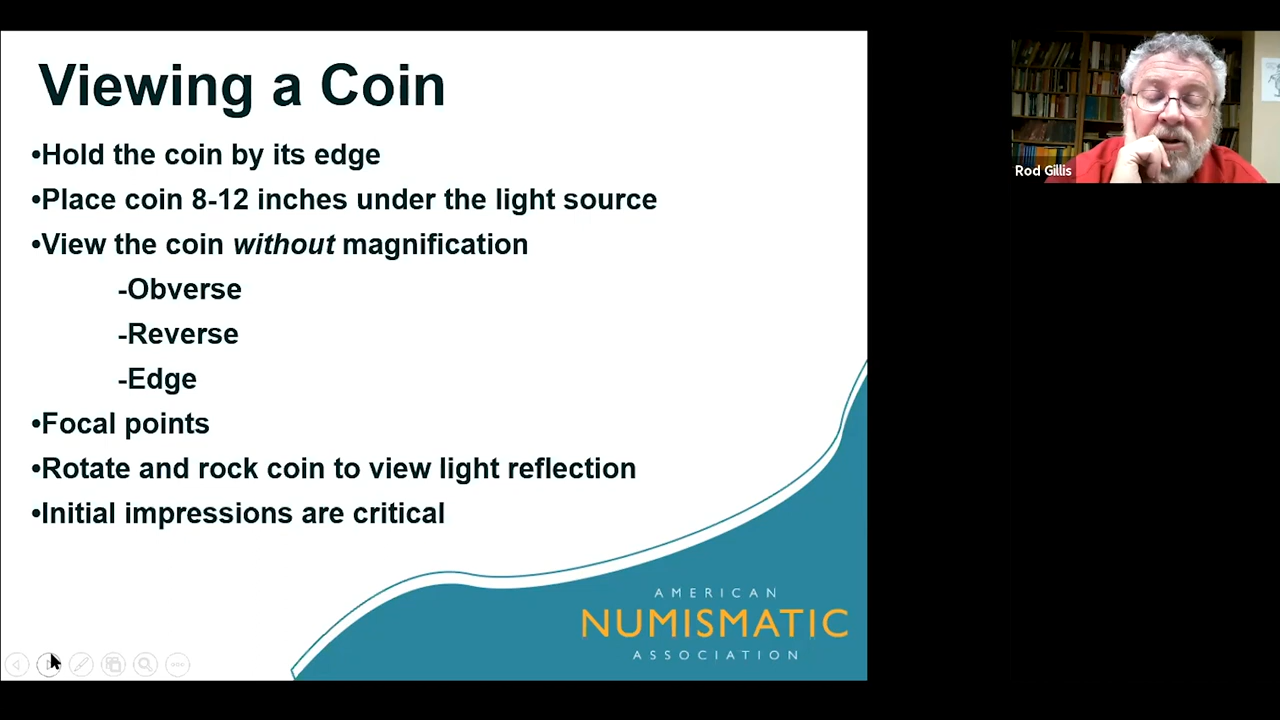 Viewing a Coin
•Hold the coin by its edge
•Place coin 8-12 inches under the light source
•View the coin without magnification
-Obverse
-Reverse
-Edge
•Focal points
•Rotate and rock coin to view light reflection
•Initial impressions are critical
AMERICAN
NUMISMATIC
ASSOCIATION
Rod Gillis